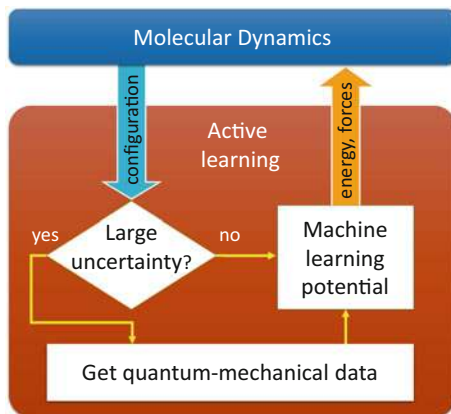 Molecular Dynamics
configuration
energy, forces
Active
learning
yes
Large
uncertainty?
no
Machine
learning
potential
Get quantum-mechanical data